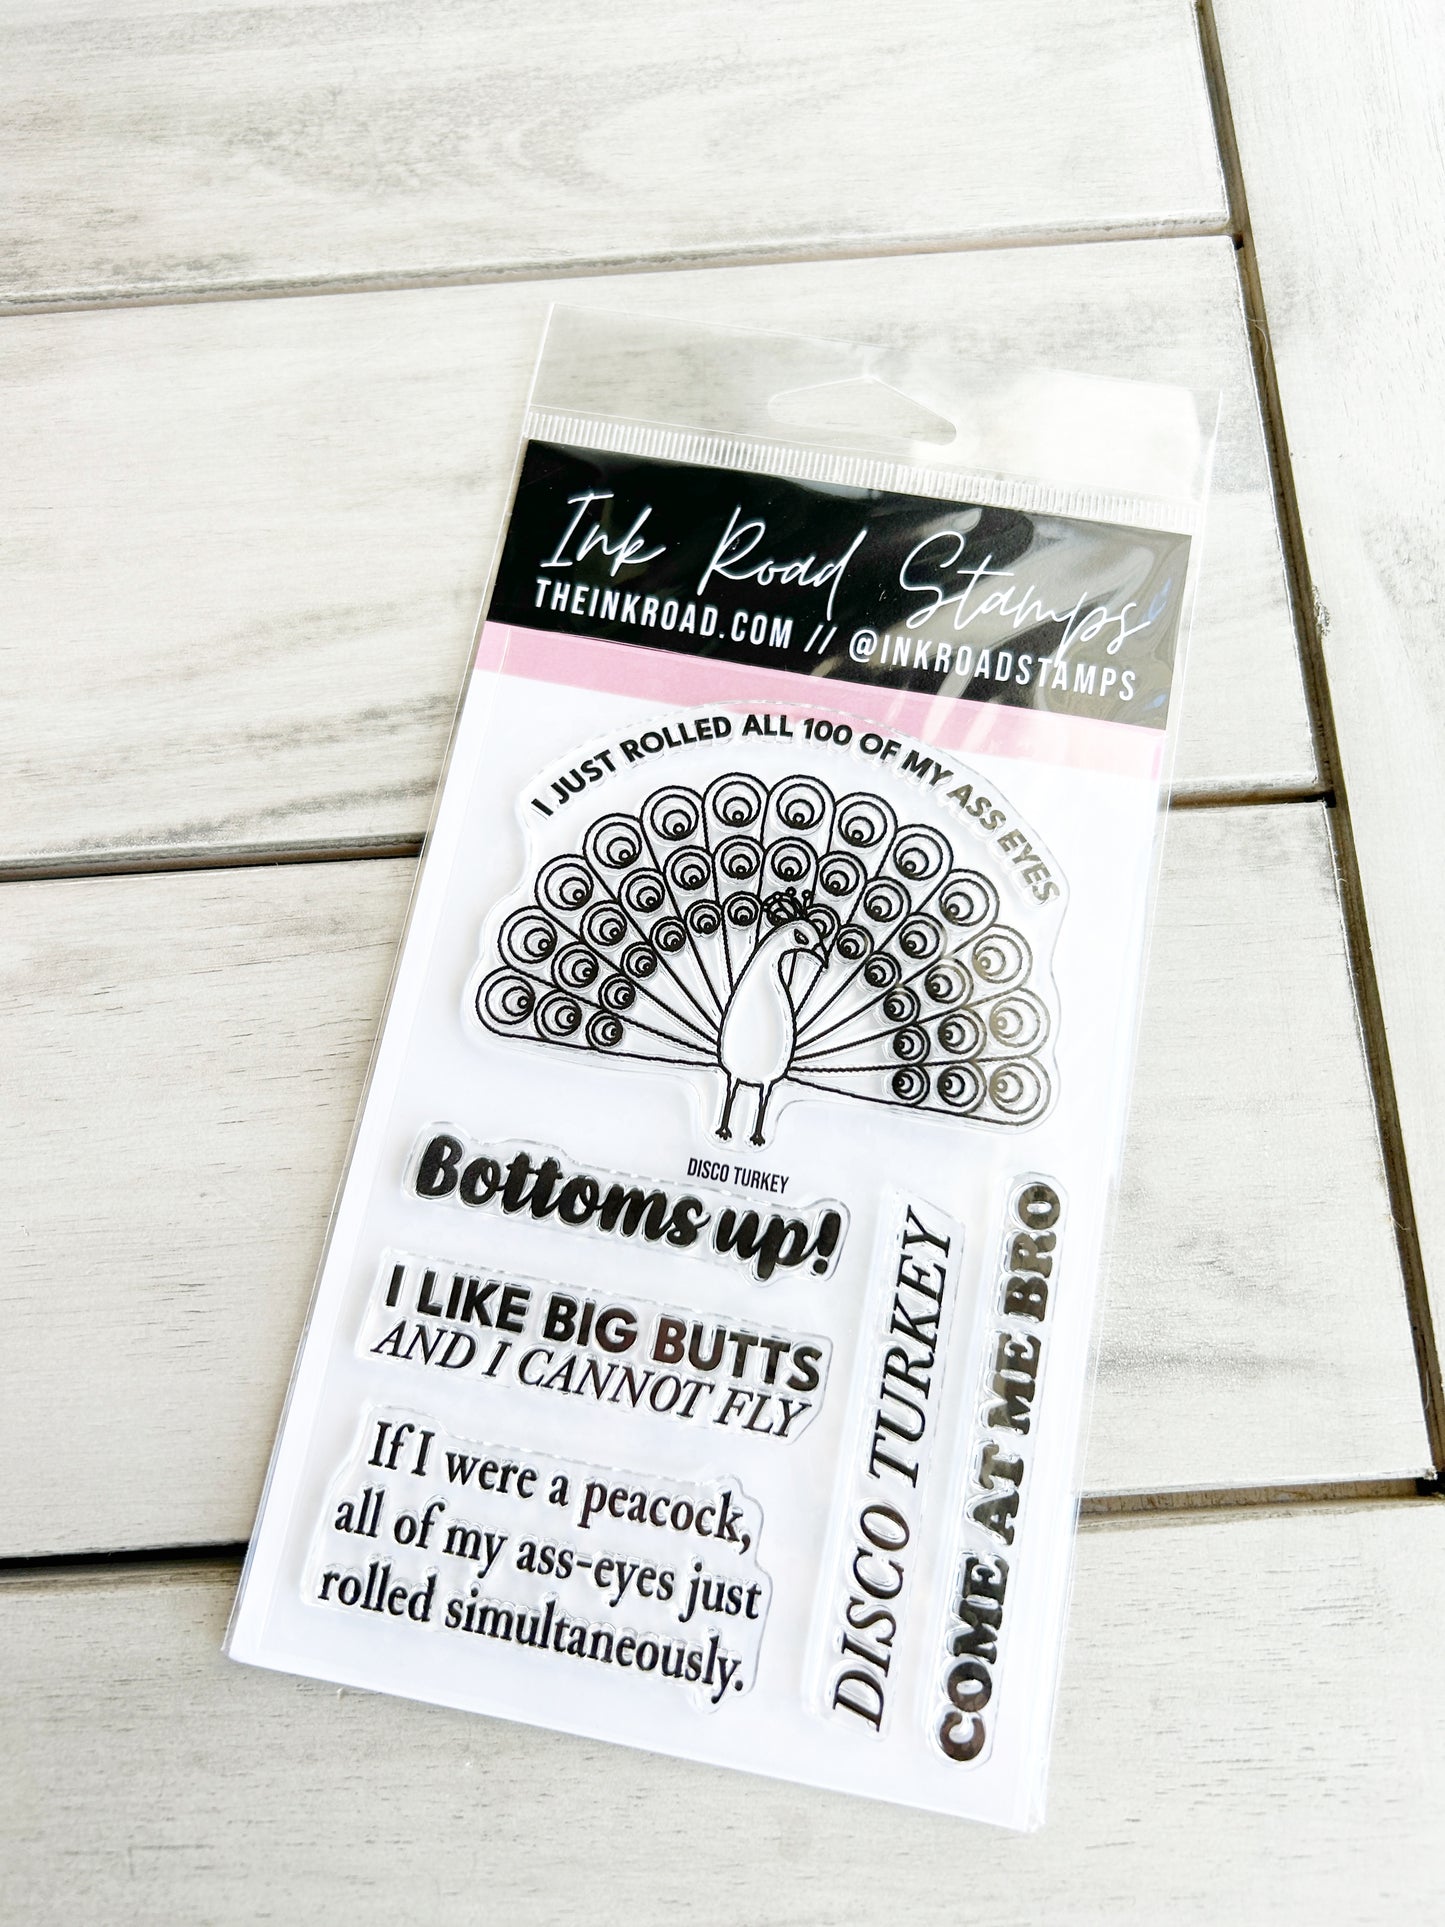 Ink Road Stamps
THEINKROAD.COM // @INKROADSTAMPS
I JUST ROLLED ALL 100 OF MY ASS EYES
DISCO TURKEY
Bottoms up!
I LIKE BIG BUTTS
AND I CANNOT FLY
If I were a peacock,
all of my ass-eyes just
rolled simultaneously.
DISCO TURKEY
COME AT ME BRO